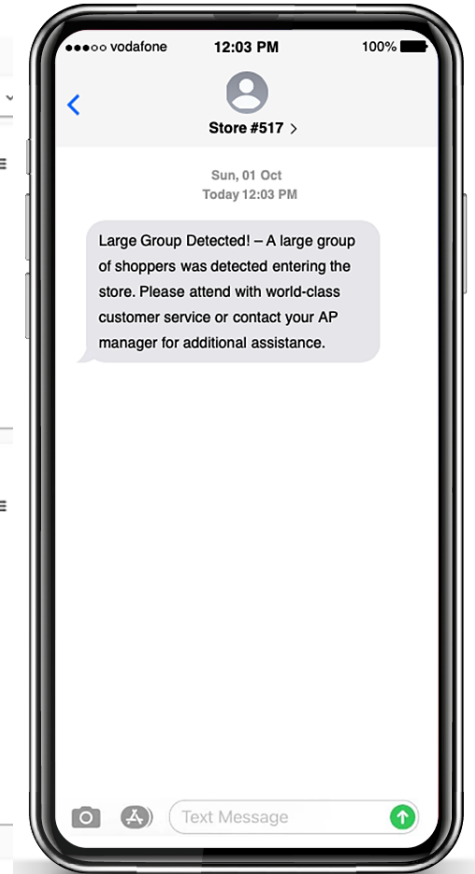 vodafone 12:03 PM 100%
Store #517 >
Sun, 01 Oct
Today 12:03 PM
Large Group Detected! – A large group
of shoppers was detected entering the
store. Please attend with world-class
customer service or contact your AP
manager for additional assistance.
Text Message